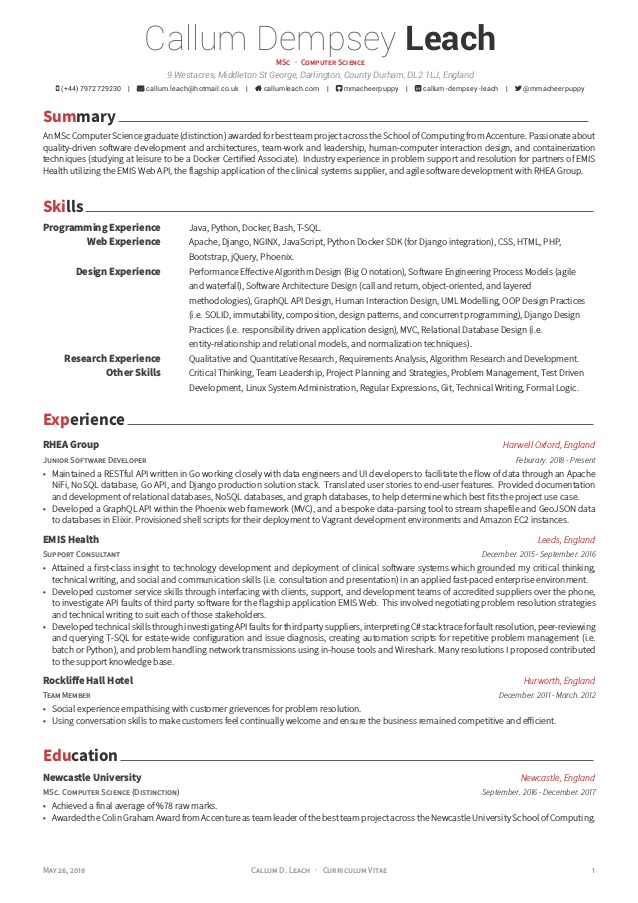 Callum Dempsey Leach
MSc · Computer Science
9 Westacres, Middleton St George, Darlington, County Durham, DL2 1LJ, England
(+44) 7972 729230 | callum.leach@hotmail.co.uk | callumleach.com | mmacheerpuppy | callum-dempsey-leach | @mmacheerpuppy
Summary
An MSc Computer Science graduate (distinction) awarded for best team project across the School of Computing from Accenture. Passionate about
quality-driven software development and architectures, team-work and leadership, human-computer interaction design, and containerization
techniques (studying at leisure to be a Docker Certified Associate). Industry experience in problem support and resolution for partners of EMIS
Health utilizing the EMIS Web API, the flagship application of the clinical systems supplier, and agile software development with RHEA Group.
Skills
Programming Experience Java, Python, Docker, Bash, T-SQL.
Web Experience Apache, Django, NGINX, JavaScript, Python Docker SDK (for Django integration), CSS, HTML, PHP,
Bootstrap, jQuery, Phoenix.
Design Experience Performance Effective Algorithm Design (Big O notation), Software Engineering Process Models (agile
and waterfall), Software Architecture Design (call and return, object-oriented, and layered
methodologies), GraphQL API Design, Human Interaction Design, UML Modelling, OOP Design Practices
(i.e. SOLID, immutability, composition, design patterns, and concurrent programming), Django Design
Practices (i.e. responsibility driven application design), MVC, Relational Database Design (i.e.
entity-relationship and relational models, and normalization techniques).
Research Experience Qualitative and Quantitative Research, Requirements Analysis, Algorithm Research and Development.
Other Skills Critical Thinking, Team Leadership, Project Planning and Strategies, Problem Management, Test Driven
Development, Linux System Administration, Regular Expressions, Git, Technical Writing, Formal Logic.
Experience
RHEA Group Harwell Oxford, England
Junior Software Developer Feburary. 2018 - Present
• Maintained a RESTful API written in Go working closely with data engineers and UI developers to facilitate the flow of data through an Apache
NiFi, NoSQL database, Go API, and Django production solution stack. Translated user stories to end-user features. Provided documentation
and development of relational databases, NoSQL databases, and graph databases, to help determine which best fits the project use case.
• Developed a GraphQL API within the Phoenix web framework (MVC), and a bespoke data-parsing tool to stream shapefile and GeoJSON data
to databases in Elixir. Provisioned shell scripts for their deployment to Vagrant development environments and Amazon EC2 instances.
EMIS Health Leeds, England
Support Consultant December. 2015 - September. 2016
• Attained a first-class insight to technology development and deployment of clinical software systems which grounded my critical thinking,
technical writing, and social and communication skills (i.e. consultation and presentation) in an applied fast-paced enterprise environment.
• Developed customer service skills through interfacing with clients, support, and development teams of accredited suppliers over the phone,
to investigate API faults of third party software for the flagship application EMIS Web. This involved negotiating problem resolution strategies
and technical writing to suit each of those stakeholders.
• Developed technical skills through investigating API faults for third party suppliers, interpreting C# stacktrace for fault resolution, peer-reviewing
and querying T-SQL for estate-wide configuration and issue diagnosis, creating automation scripts for repetitive problem management (i.e.
batch or Python), and problem handling network transmissions using in-house tools and Wireshark. Many resolutions I proposed contributed
to the support knowledge base.
Rockliffe Hall Hotel Hurworth, England
Team Member December. 2011 - March. 2012
• Social experience empathising with customer grievences for problem resolution.
• Using conversation skills to make customers feel continually welcome and ensure the business remained competitive and efficient.
Education
Newcastle University Newcastle, England
MSc. Computer Science (Distinction) September. 2016 - December. 2017
• Achieved a final average of %78 raw marks.
• Awarded the Colin Graham Award from Accenture as team leader of the best team project across the Newcastle University School of Computing.
May 26, 2018 Callum D. Leach · Curriculum Vitae 1